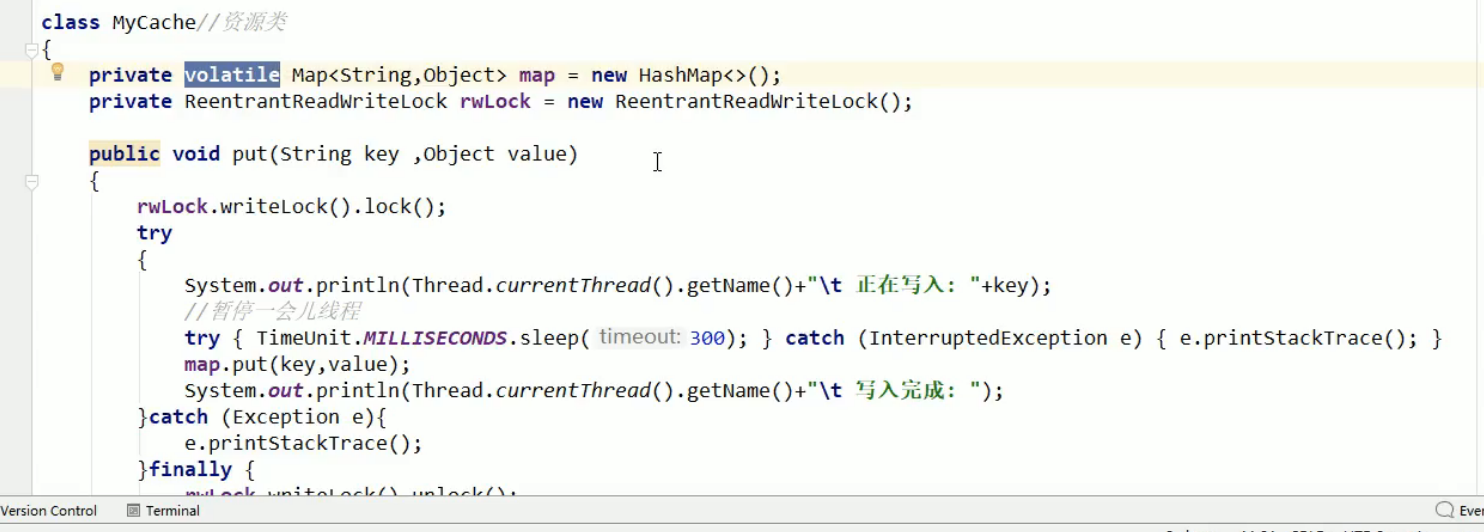 class MyCache//资源类
{
private volatile Map<String,Object> map = new HashMap<>();
private ReentrantReadWriteLock rwLock = new ReentrantReadWriteLock();
public void put(String key ,Object value)
{
rwLock.writeLock().lock();
try
{
System.out.println(Thread.currentThread().getName()+"\t 正在写入: "+key);
//暂停一会儿线程
try { TimeUnit.MILLISECONDS.sleep( timeout: 300); } catch (InterruptedException e) { e.printStackTrace(); }
map.put(key,value);
System.out.println(Thread.currentThread().getName()+"\t 写入完成: ");
}catch (Exception e){
e.printStackTrace();
}finally {
rwLock.writeLock().unlock();
Version Control Terminal